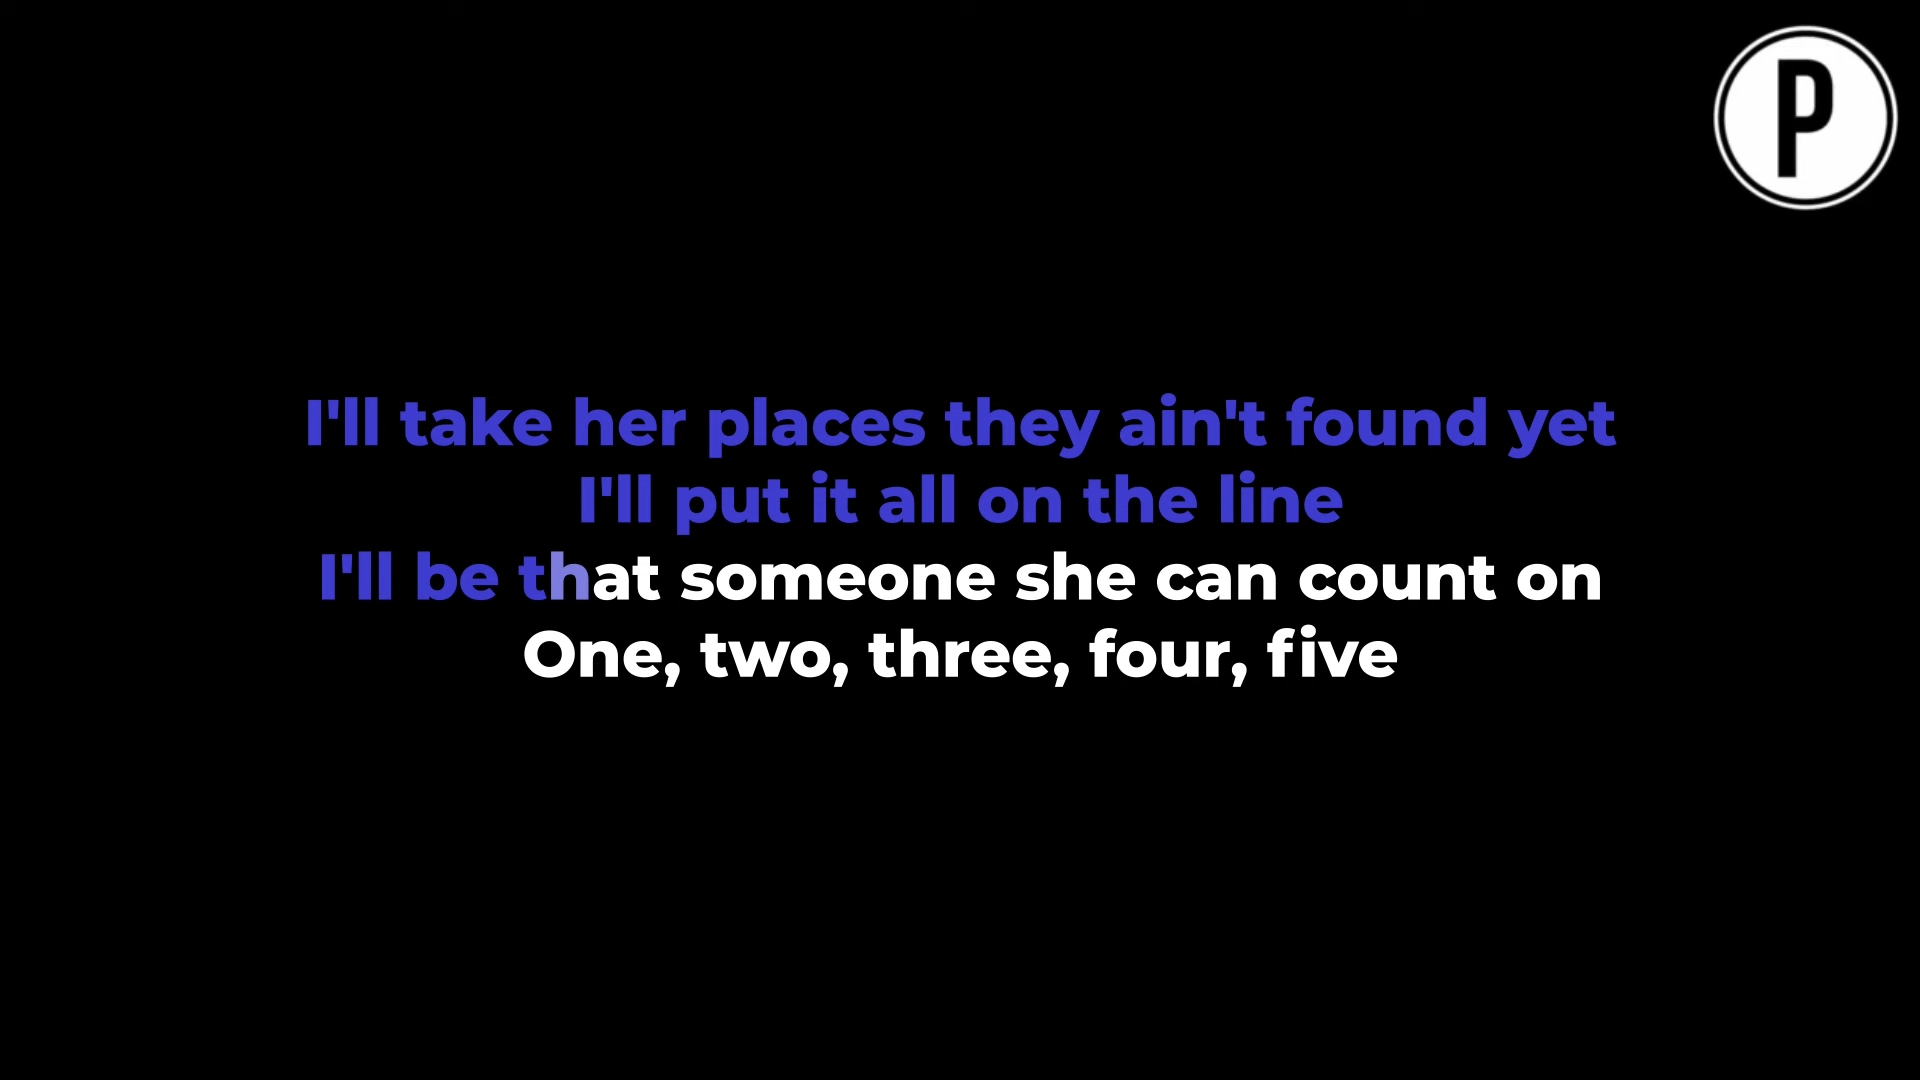 P
I'll take her places they ain't found yet
I'll put it all on the line
I'll be that someone she can count on
One, two, three, four, five